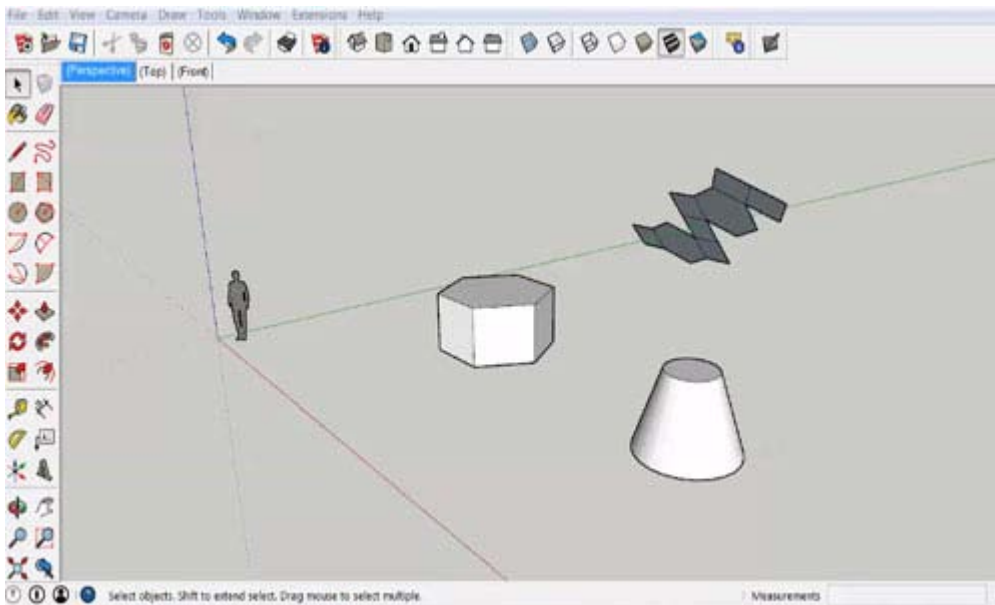 File Edit View Camera Draw Tools Window Extensions Help
(Perspective) (Top) (Front)
Select objects. Shift to extend select. Drag mouse to select multiple.
Measurements